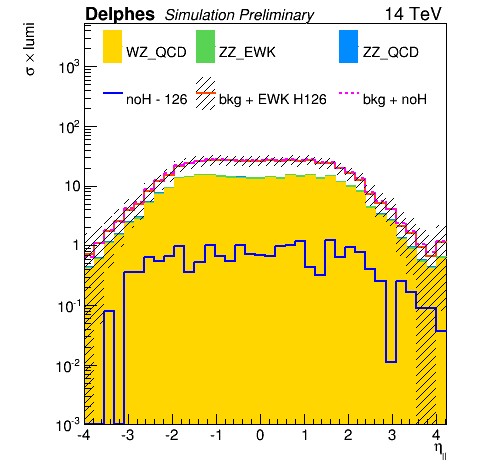 Delphes Simulation Preliminary 14 TeV
σ × lumi
WZ_QCD ZZ_EWK ZZ_QCD
noH - 126 bkg + EWK H126 bkg + noH
10³
10²
10
1
10⁻¹
10⁻²
10⁻³
-4 -3 -2 -1 0 1 2 3 4
η||